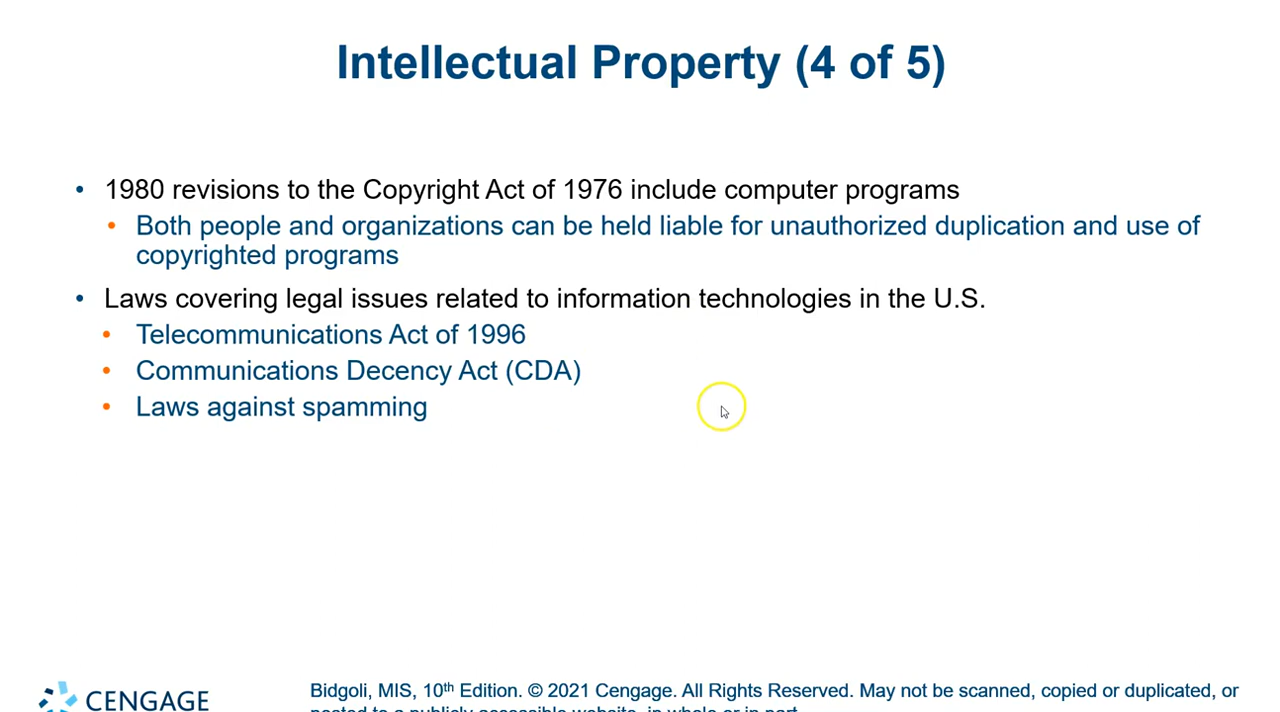 Intellectual Property (4 of 5)
• 1980 revisions to the Copyright Act of 1976 include computer programs
• Both people and organizations can be held liable for unauthorized duplication and use of
copyrighted programs
• Laws covering legal issues related to information technologies in the U.S.
• Telecommunications Act of 1996
• Communications Decency Act (CDA)
• Laws against spamming
CENGAGE
Bidgoli, MIS, 10th Edition. © 2021 Cengage. All Rights Reserved. May not be scanned, copied or duplicated, or
posted to a publicly accessible website, in whole or in part.